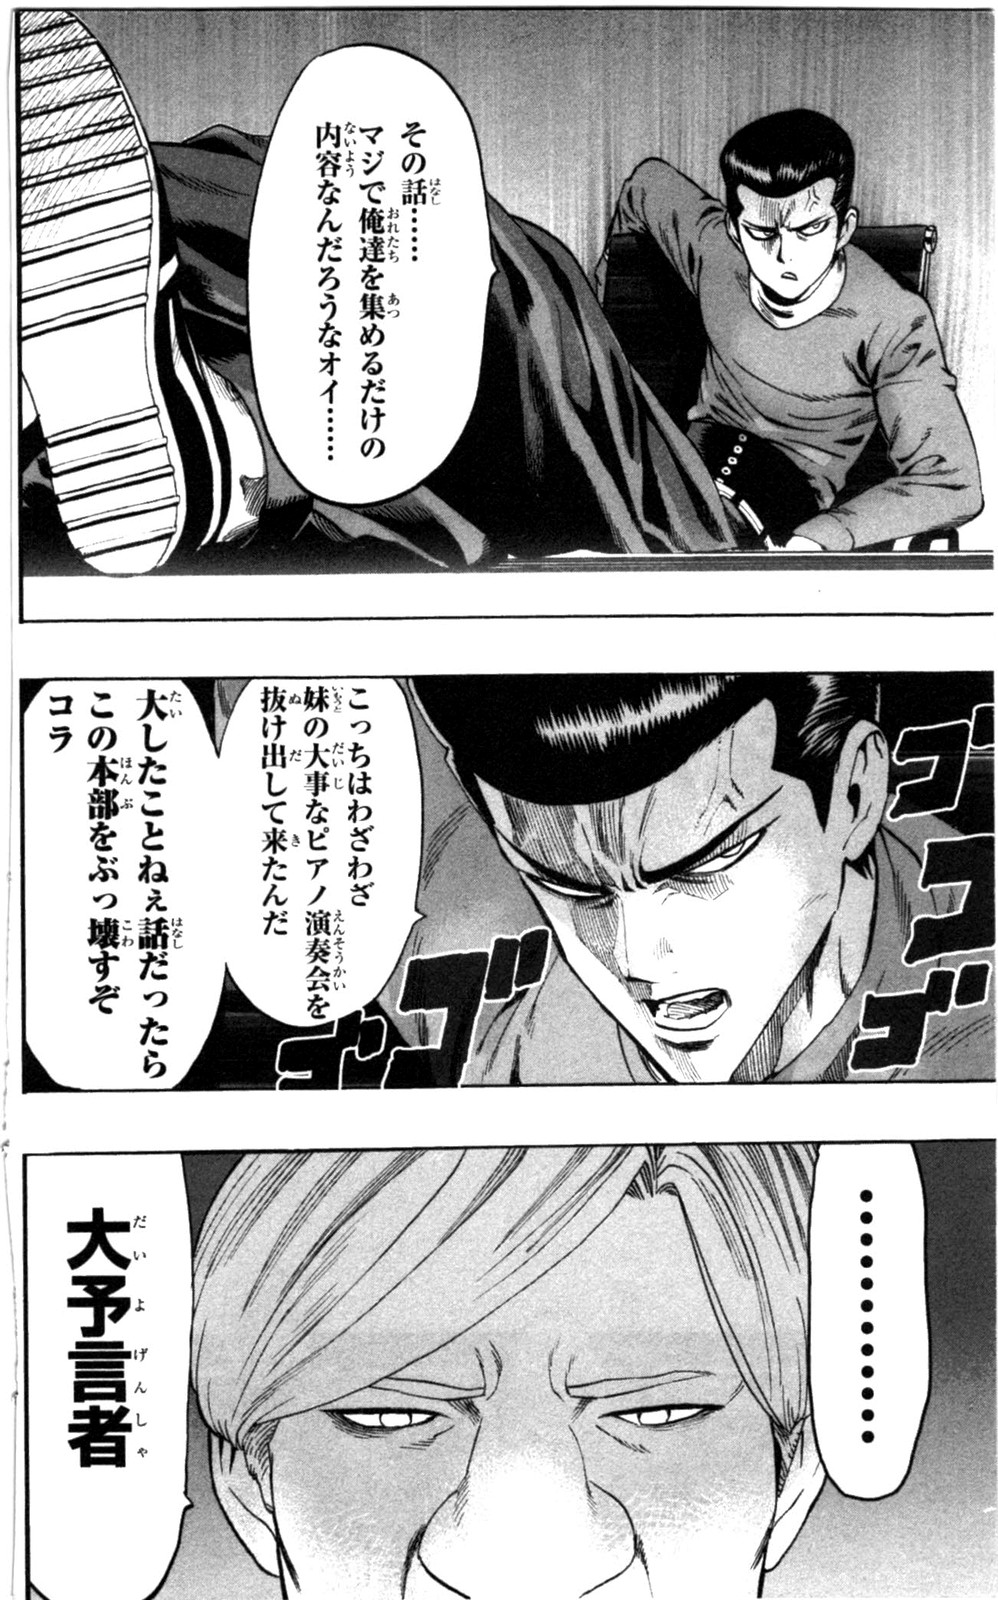 その話……
マジで俺達を集めるだけの
内容なんだろうなオイ……
こっちはわざわざ
妹の大事なピアノ演奏会を
抜け出して来たんだ
大したことねぇ話だったら
この本部をぶっ壊すぞ
コラ
ゴゴゴゴ
…………
大予言者